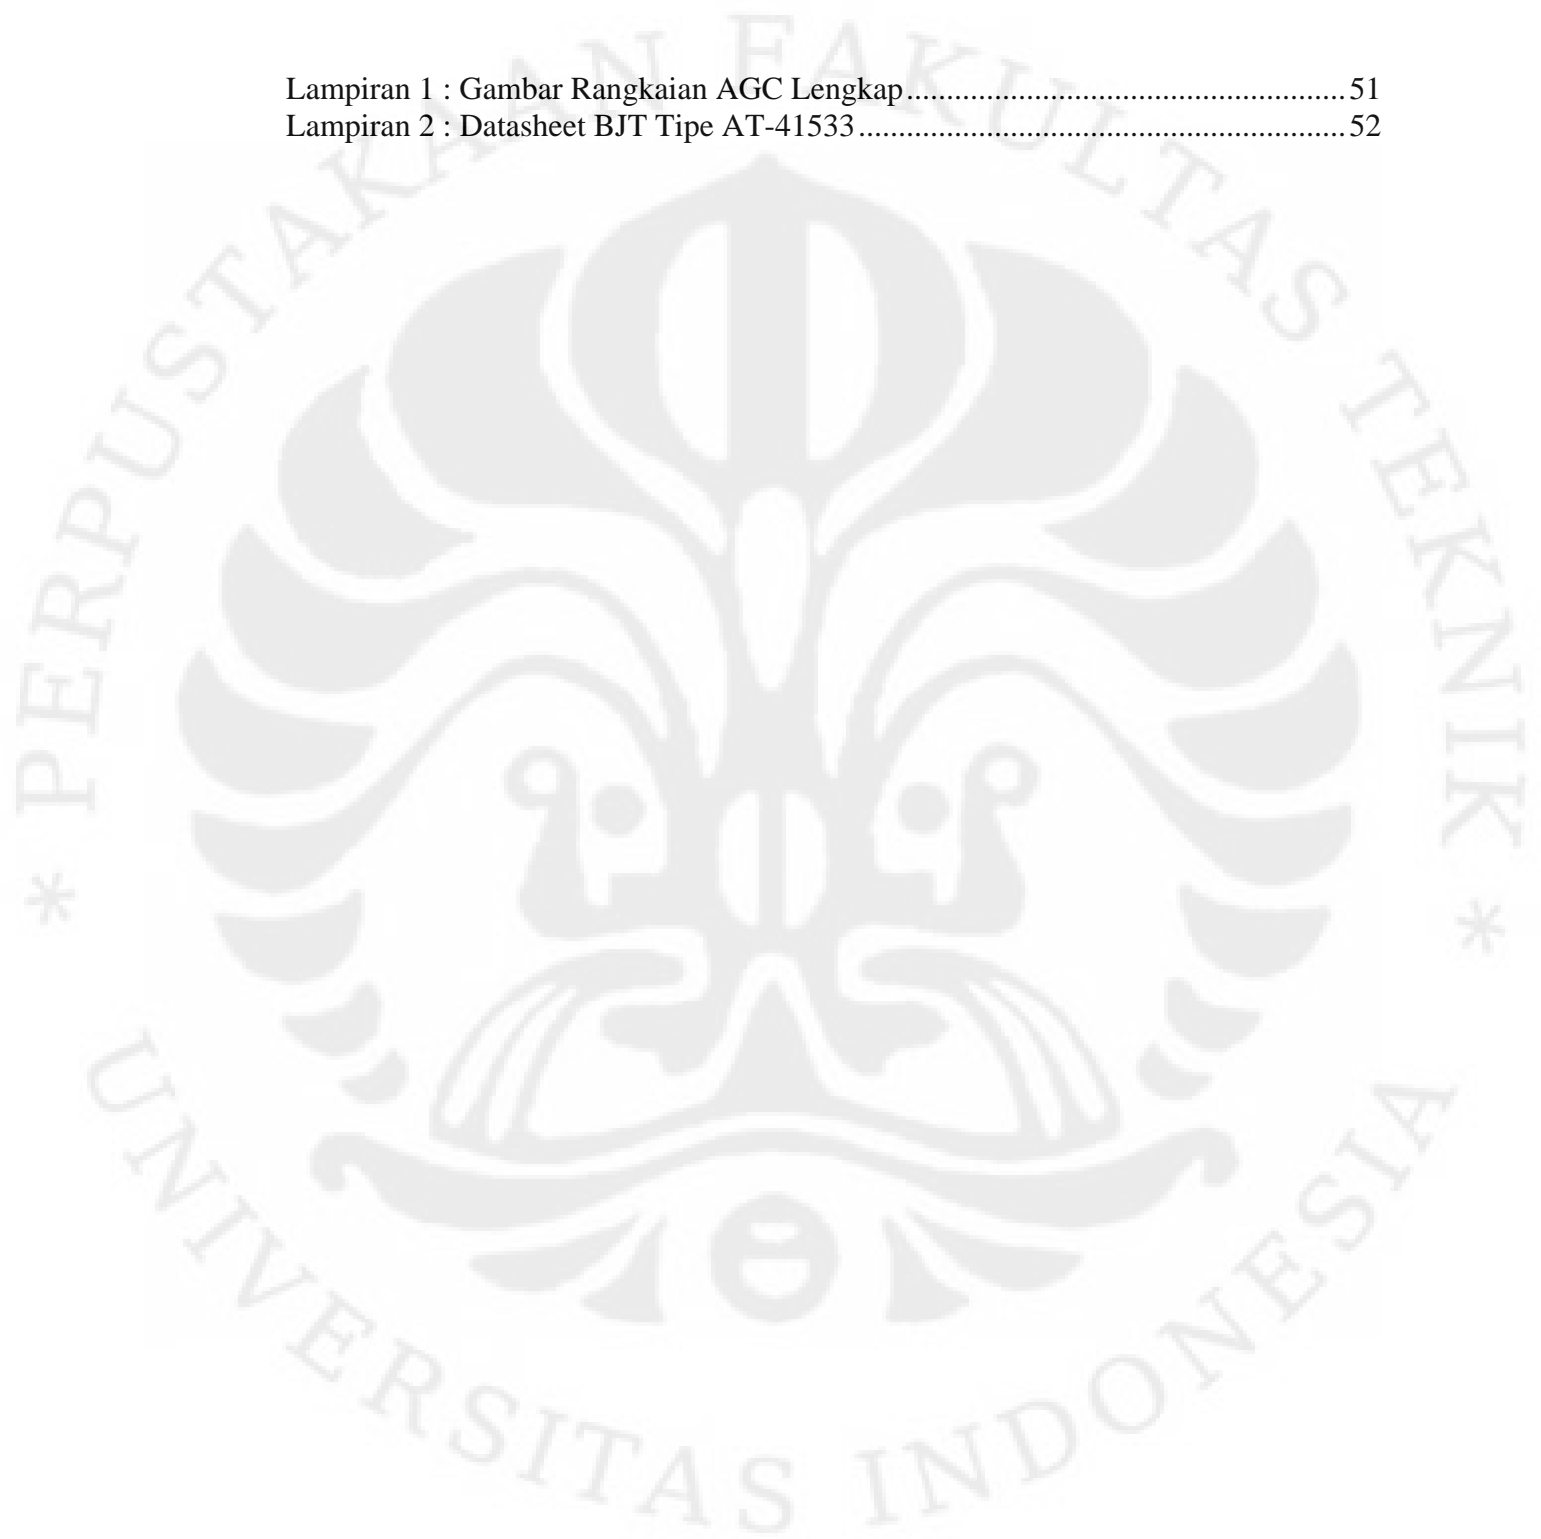 Lampiran 1 : Gambar Rangkaian AGC Lengkap.......................................................51
Lampiran 2 : Datasheet BJT Tipe AT-41533.............................................................52
* PERPUSTAKAAN FAKULTAS TEKNIK *
UNIVERSITAS INDONESIA